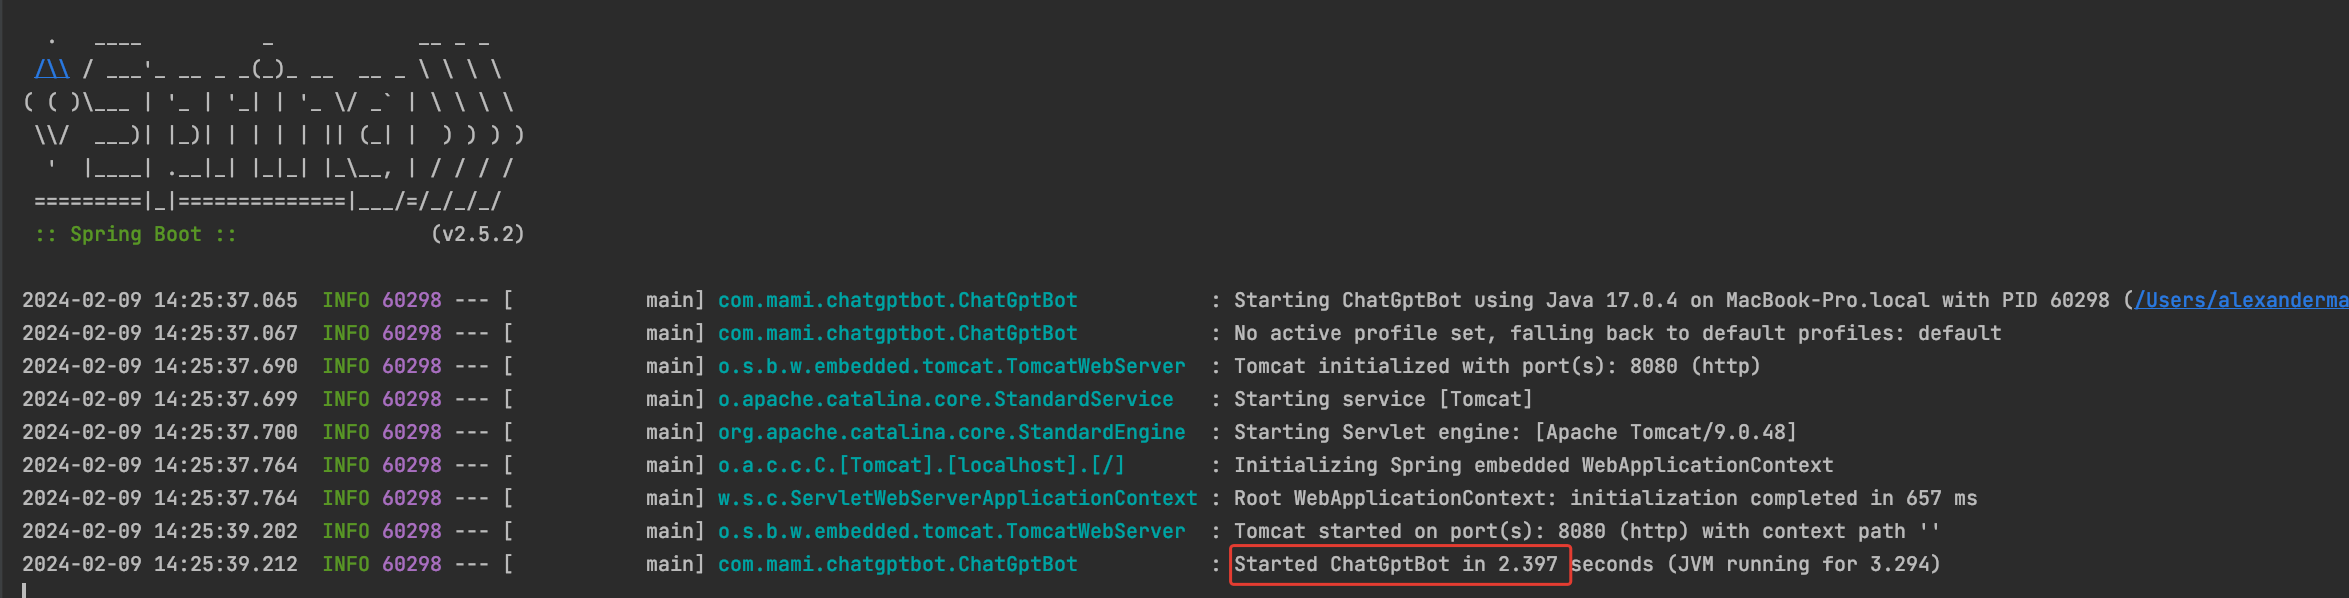 .   ____          _            __ _ _
 /\\ / ___'_ __ _ _(_)_ __  __ _ \ \ \ \
( ( )\___ | '_ | '_| | '_ \/ _` | \ \ \ \
 \\/  ___)| |_)| | | | | || (_| |  ) ) ) )
  '  |____| .__|_| |_|_| |_\__, | / / / /
 =========|_|==============|___/=/_/_/_/
 :: Spring Boot ::                (v2.5.2)
2024-02-09 14:25:37.065  INFO 60298 --- [           main] com.mami.chatgptbot.ChatGptBot           : Starting ChatGptBot using Java 17.0.4 on MacBook-Pro.local with PID 60298 (/Users/alexanderma
2024-02-09 14:25:37.067  INFO 60298 --- [           main] com.mami.chatgptbot.ChatGptBot           : No active profile set, falling back to default profiles: default
2024-02-09 14:25:37.690  INFO 60298 --- [           main] o.s.b.w.embedded.tomcat.TomcatWebServer  : Tomcat initialized with port(s): 8080 (http)
2024-02-09 14:25:37.699  INFO 60298 --- [           main] o.apache.catalina.core.StandardService   : Starting service [Tomcat]
2024-02-09 14:25:37.700  INFO 60298 --- [           main] org.apache.catalina.core.StandardEngine  : Starting Servlet engine: [Apache Tomcat/9.0.48]
2024-02-09 14:25:37.764  INFO 60298 --- [           main] o.a.c.c.C.[Tomcat].[localhost].[/]       : Initializing Spring embedded WebApplicationContext
2024-02-09 14:25:37.764  INFO 60298 --- [           main] w.s.c.ServletWebServerApplicationContext : Root WebApplicationContext: initialization completed in 657 ms
2024-02-09 14:25:39.202  INFO 60298 --- [           main] o.s.b.w.embedded.tomcat.TomcatWebServer  : Tomcat started on port(s): 8080 (http) with context path ''
2024-02-09 14:25:39.212  INFO 60298 --- [           main] com.mami.chatgptbot.ChatGptBot           : Started ChatGptBot in 2.397 seconds (JVM running for 3.294)